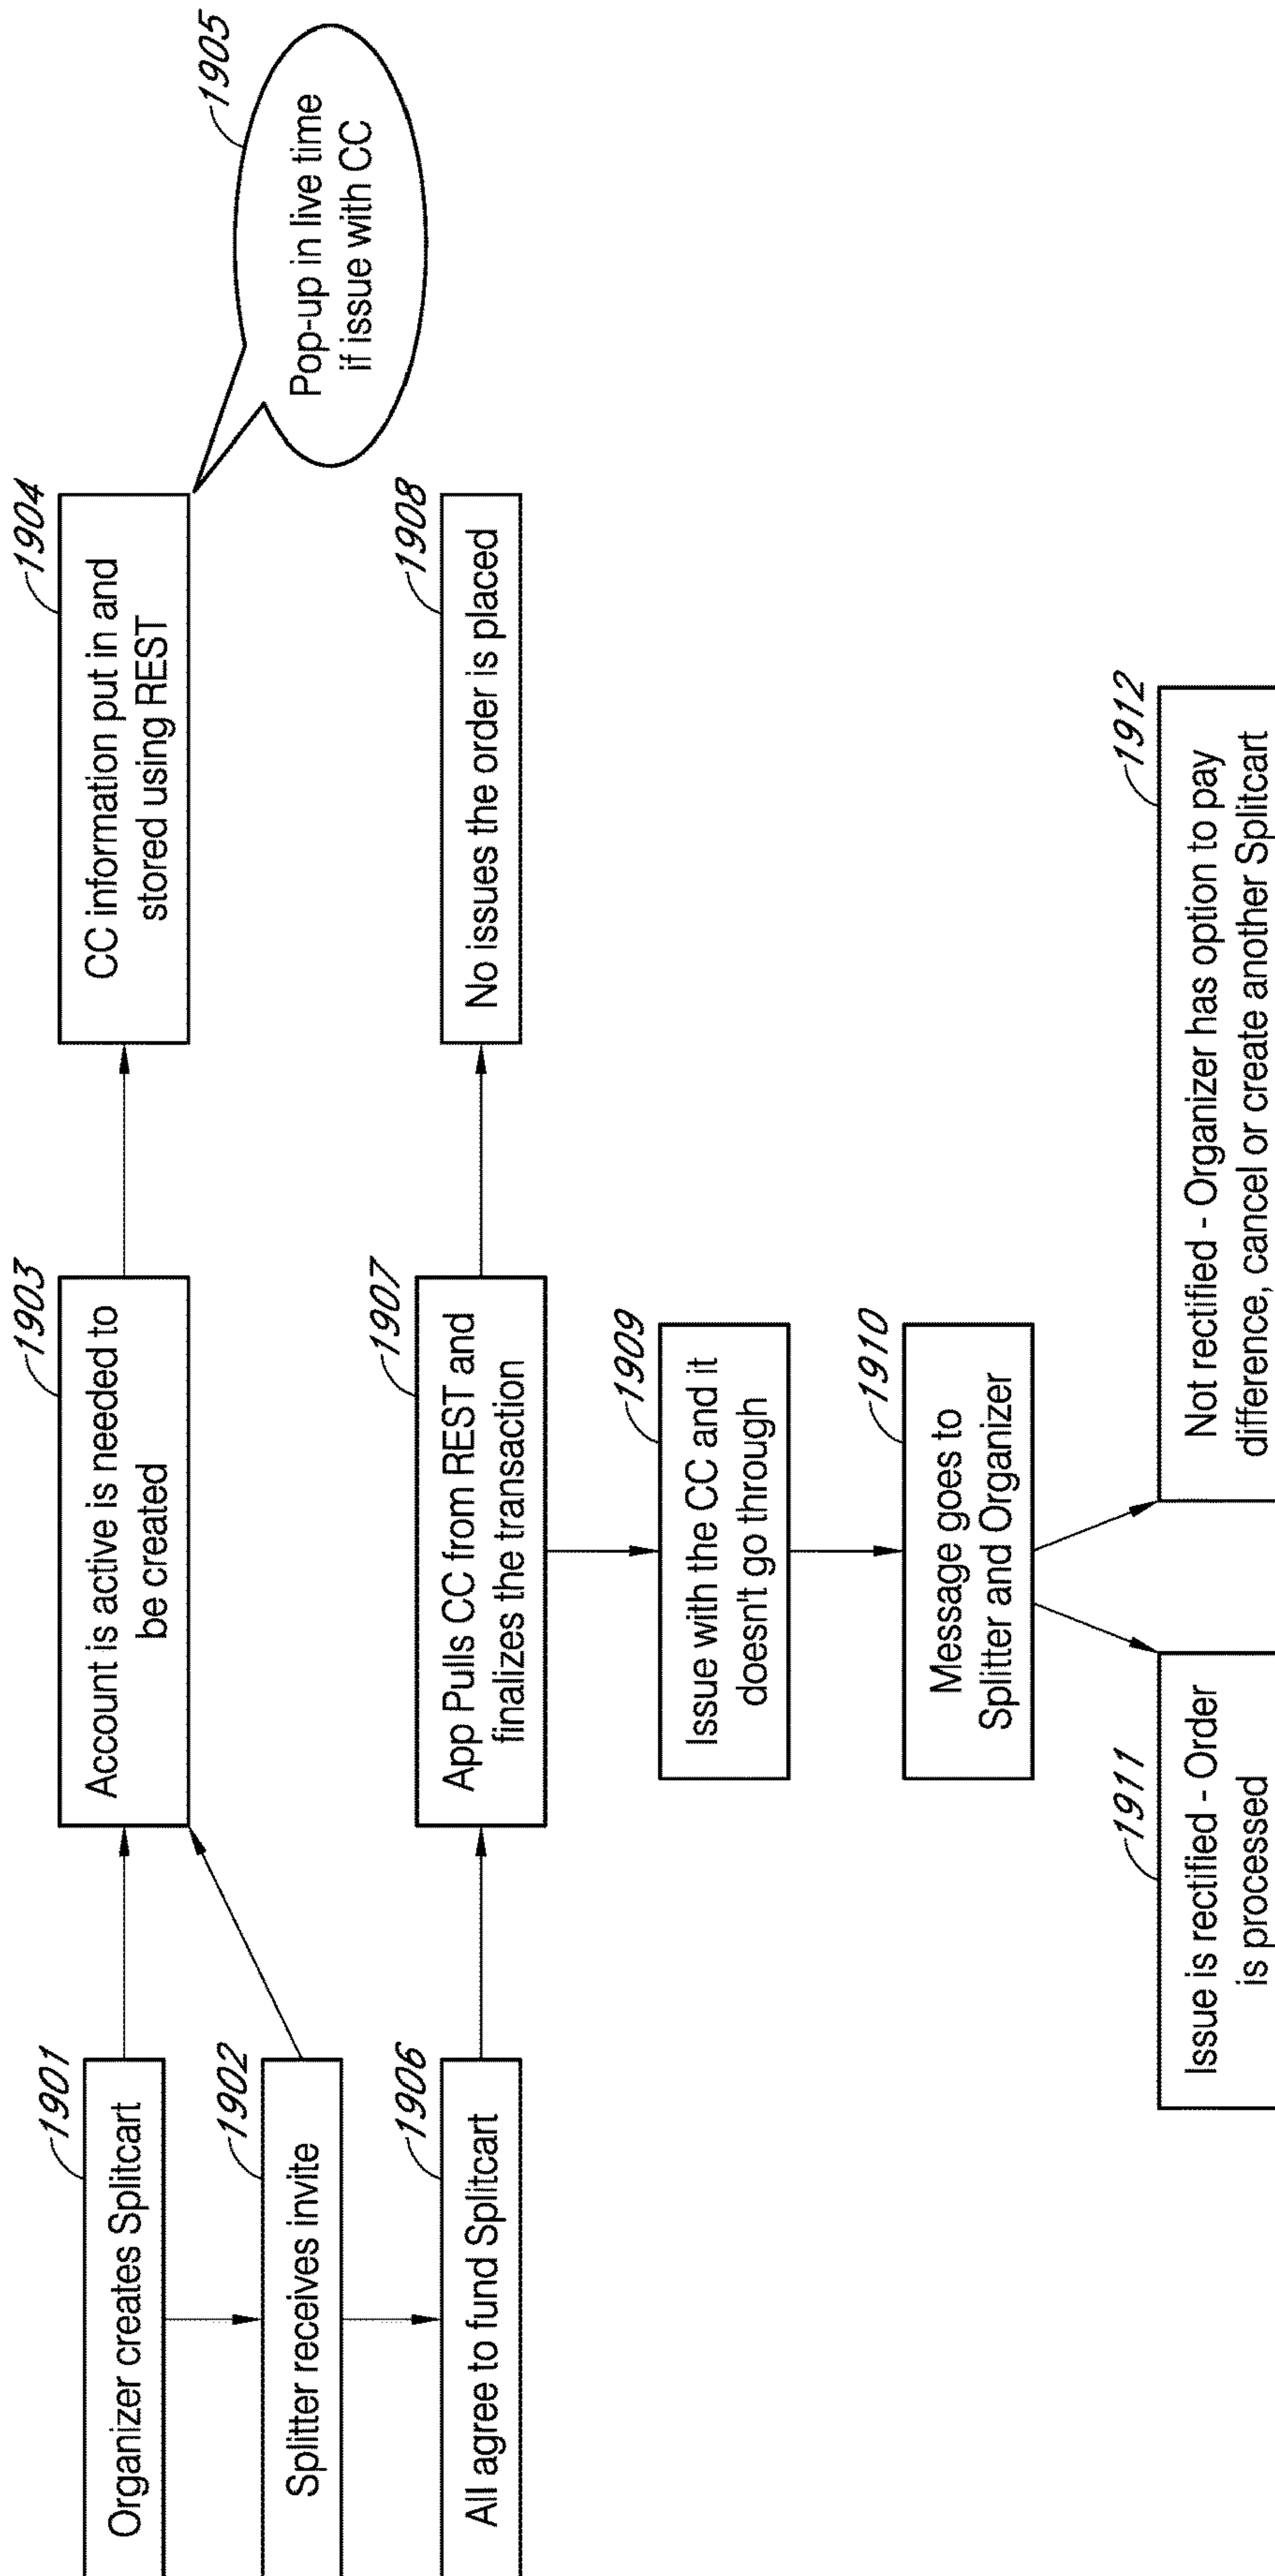 1901
Organizer creates Splitcart
1903
Account is active is needed to
be created
1904
CC information put in and
stored using REST
1905
Pop-up in live time
if issue with CC
1902
Splitter receives invite
1906
All agree to fund Splitcart
1907
App Pulls CC from REST and
finalizes the transaction
1908
No issues the order is placed
1909
Issue with the CC and it
doesn't go through
1910
Message goes to
Splitter and Organizer
1911
Issue is rectified - Order
is processed
1912
Not rectified - Organizer has option to pay
difference, cancel or create another Splitcart